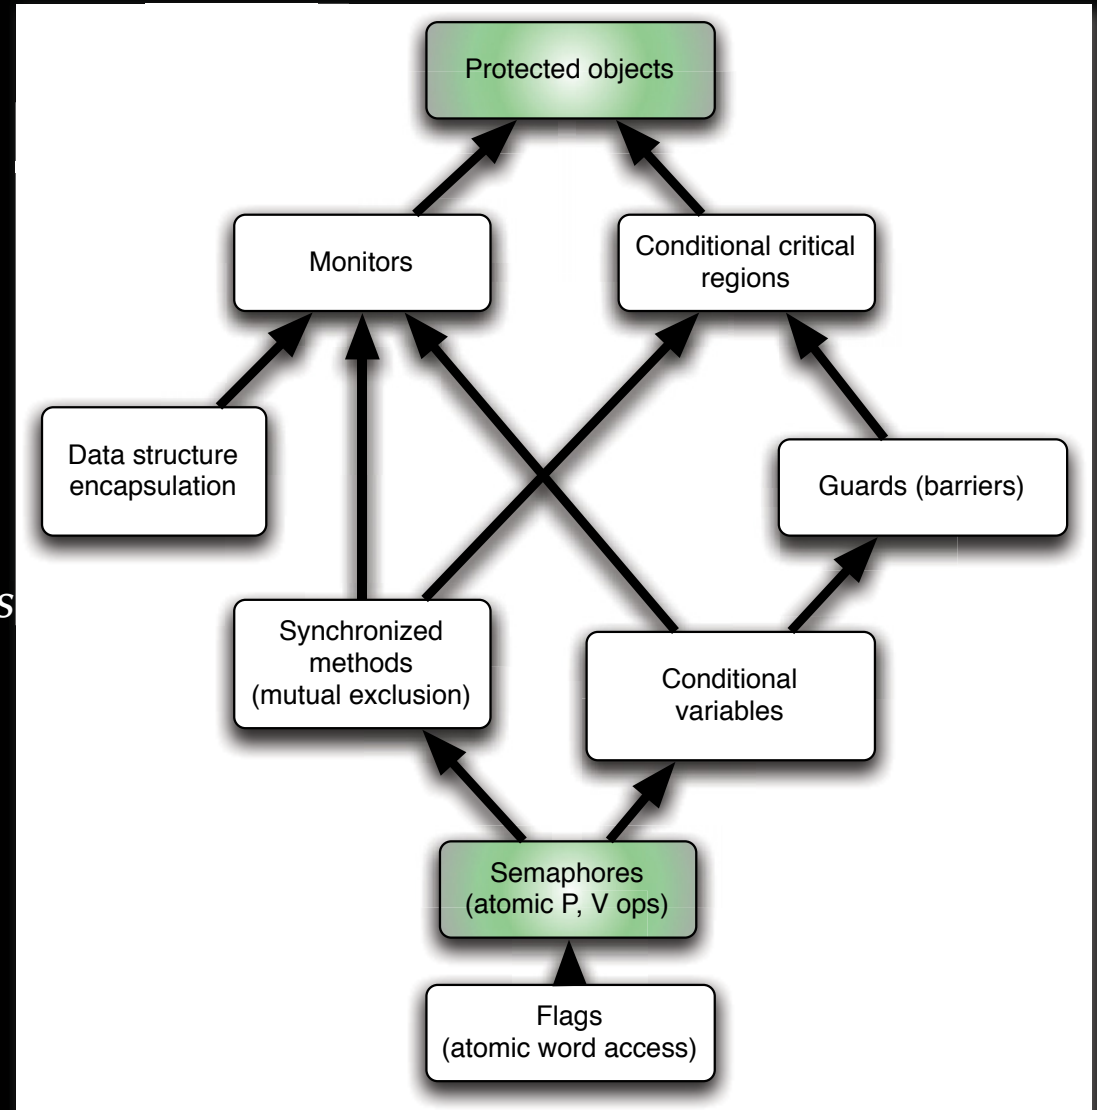 Protected objects
Monitors
Conditional critical
regions
Data structure
encapsulation
Guards (barriers)
s
Synchronized
methods
(mutual exclusion)
Conditional
variables
Semaphores
(atomic P, V ops)
Flags
(atomic word access)